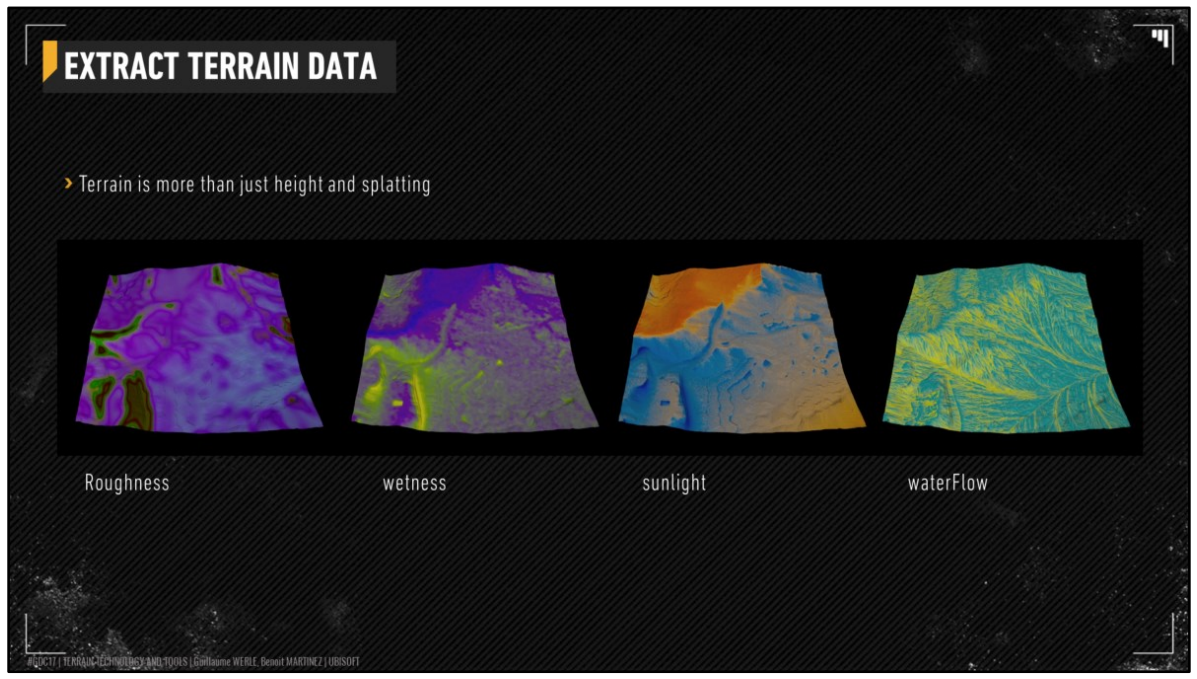 EXTRACT TERRAIN DATA
› Terrain is more than just height and splatting
Roughness wetness sunlight waterFlow
#GDC17 | TERRAIN TECHNOLOGY AND TOOLS | Guillaume WERLE, Benoit MARTINEZ | UBISOFT